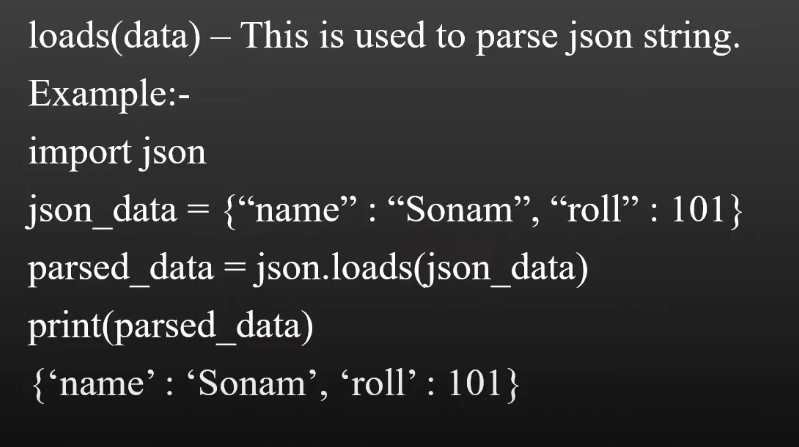 loads(data) – This is used to parse json string.
Example:-
import json
json_data = {“name” : “Sonam”, “roll” : 101}
parsed_data = json.loads(json_data)
print(parsed_data)
{‘name’ : ‘Sonam’, ‘roll’ : 101}